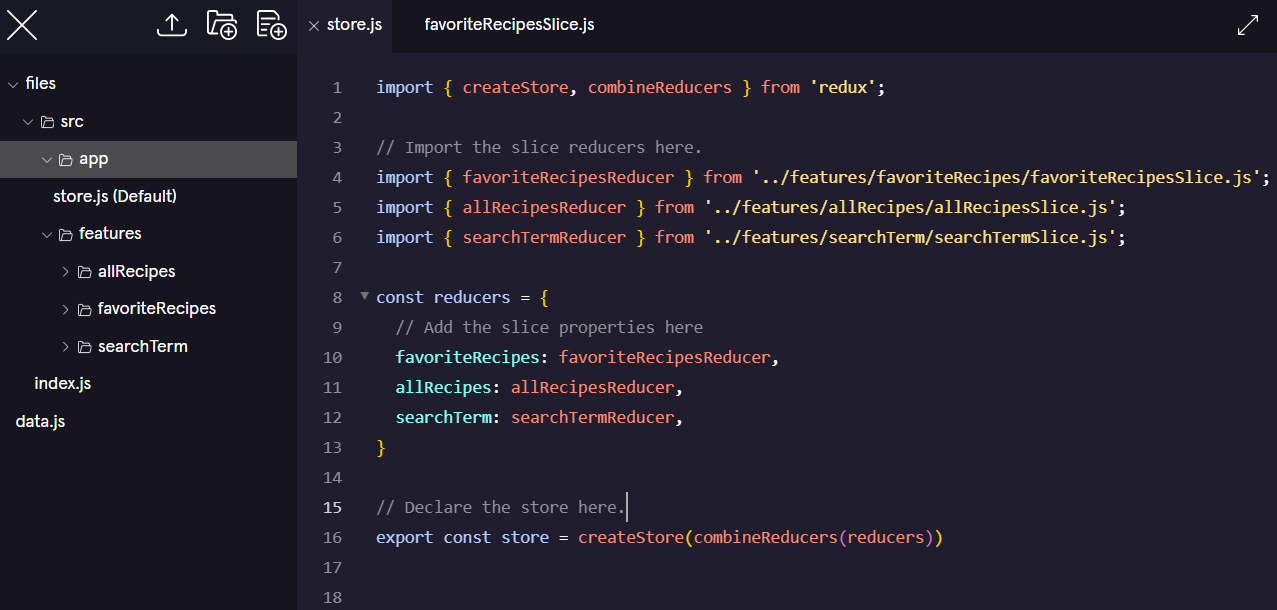 store.js
favoriteRecipesSlice.js
files
src
app
store.js (Default)
features
allRecipes
favoriteRecipes
searchTerm
index.js
data.js
1 import { createStore, combineReducers } from 'redux';
2
3 // Import the slice reducers here.
4 import { favoriteRecipesReducer } from '../features/favoriteRecipes/favoriteRecipesSlice.js';
5 import { allRecipesReducer } from '../features/allRecipes/allRecipesSlice.js';
6 import { searchTermReducer } from '../features/searchTerm/searchTermSlice.js';
7
8 const reducers = {
9 // Add the slice properties here
10 favoriteRecipes: favoriteRecipesReducer,
11 allRecipes: allRecipesReducer,
12 searchTerm: searchTermReducer,
13 }
14
15 // Declare the store here.
16 export const store = createStore(combineReducers(reducers))
17
18